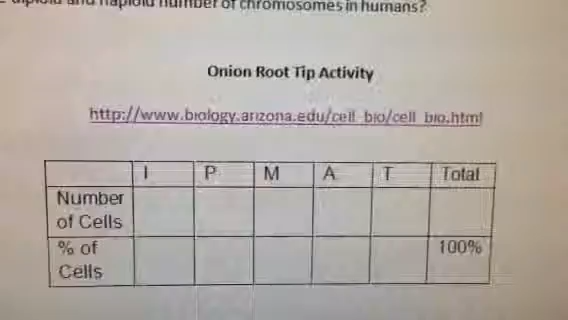 diploid and haploid number of chromosomes in humans?
Onion Root Tip Activity
http://www.biology.arizona.edu/cell_bio/cell_bio.html
I P M A T Total
Number
of Cells
% of 100%
Cells